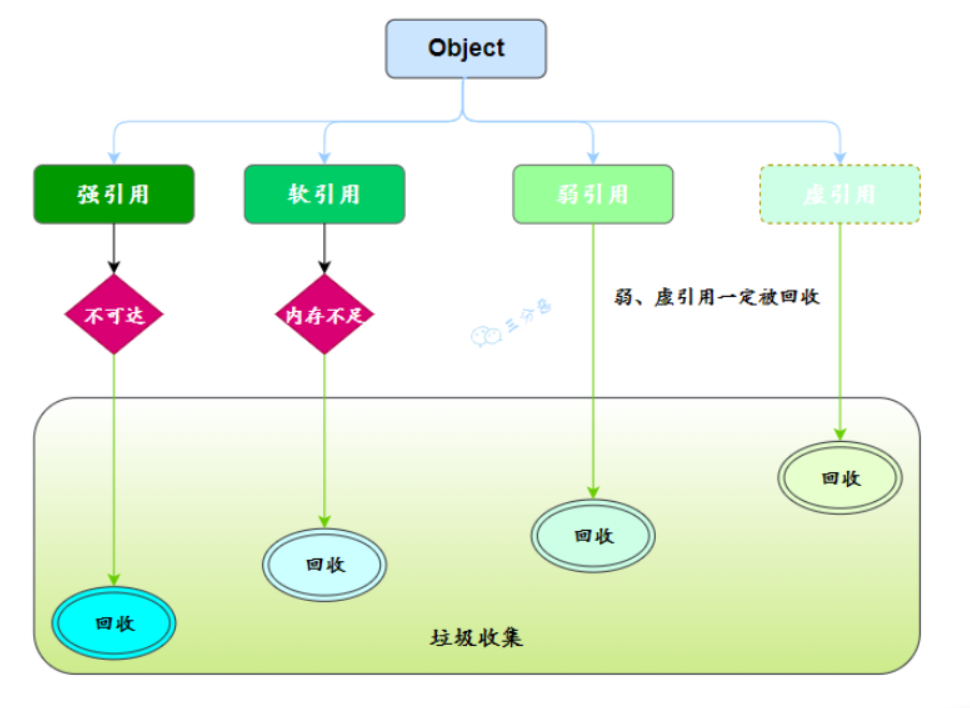 Object
强引用
软引用
弱引用
虚引用
不可达
内存不足
弱、虚引用一定被回收
三分恶
回收
回收
回收
回收
垃圾收集